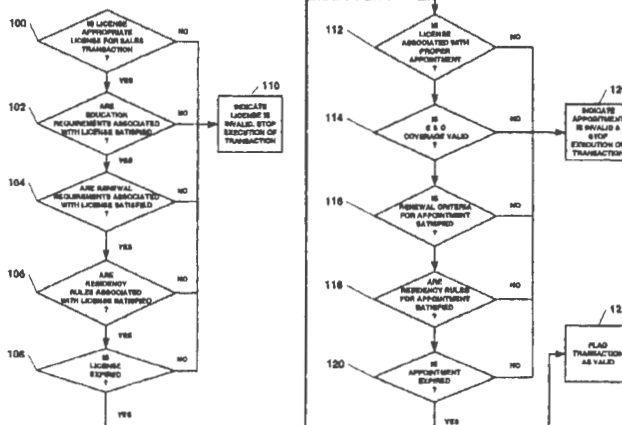 100
IS LICENSE
APPROPRIATE
LICENSE FOR SALES
TRANSACTION
?
NO
YES
102
ARE
EDUCATION
REQUIREMENTS ASSOCIATED
WITH LICENSE SATISFIED
?
NO
YES
104
ARE RENEWAL
REQUIREMENTS ASSOCIATED
WITH LICENSE SATISFIED
?
NO
YES
106
ARE
RESIDENCY
RULES ASSOCIATED
WITH LICENSE SATISFIED
?
NO
YES
108
IS
LICENSE
EXPIRED
?
NO
YES
110
INDICATE
LICENSE IS
INVALID, STOP
EXECUTION OF
TRANSACTION
112
IS
LICENSE
ASSOCIATED WITH
PROPER
APPOINTMENT
?
NO
114
IS
E & O
COVERAGE VALID
?
NO
116
IS
RENEWAL CRITERIA
FOR APPOINTMENT
SATISFIED
?
NO
118
ARE
RESIDENCY RULES
FOR APPOINTMENT
SATISFIED
?
NO
120
IS
APPOINTMENT
EXPIRED
?
NO
YES
12
INDICATE
APPOINTMENT
IS INVALID &
STOP
EXECUTION OF
TRANSACTION
12
FLAG
TRANSACTION
AS VALID